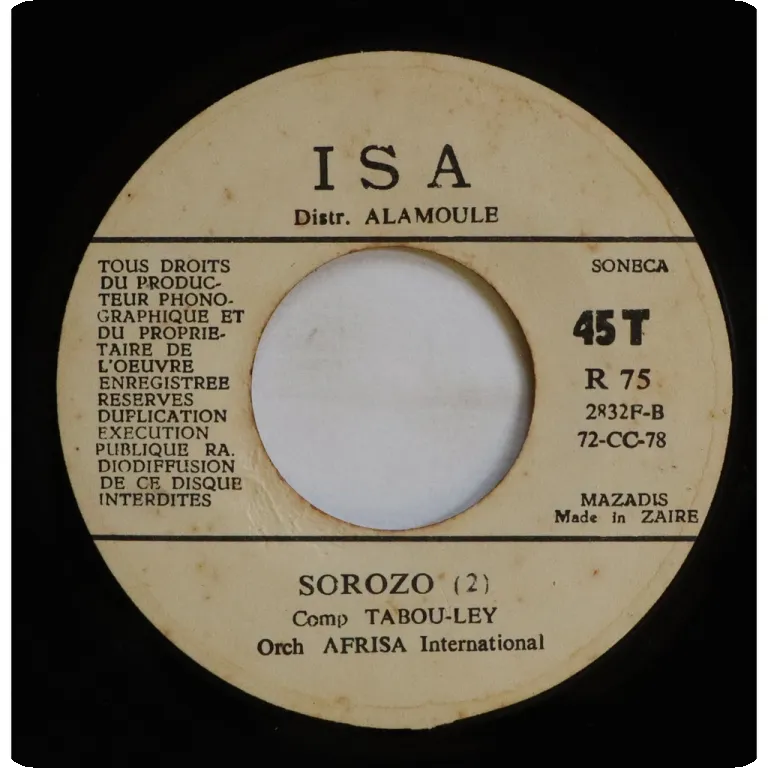 ISA
Distr. ALAMOULE
TOUS DROITS
DU PRODUC-
TEUR PHONO-
GRAPHIQUE ET
DU PROPRIE-
TAIRE DE
L'OEUVRE
ENREGISTREE
RESERVES
DUPLICATION
EXECUTION
PUBLIQUE RA.
DIODIFFUSION
DE CE DISQUE
INTERDITES
SONECA
45T
R 75
2832F-B
72-CC-78
MAZADIS
Made in ZAIRE
SOROZO (2)
Comp TABOU-LEY
Orch AFRISA International